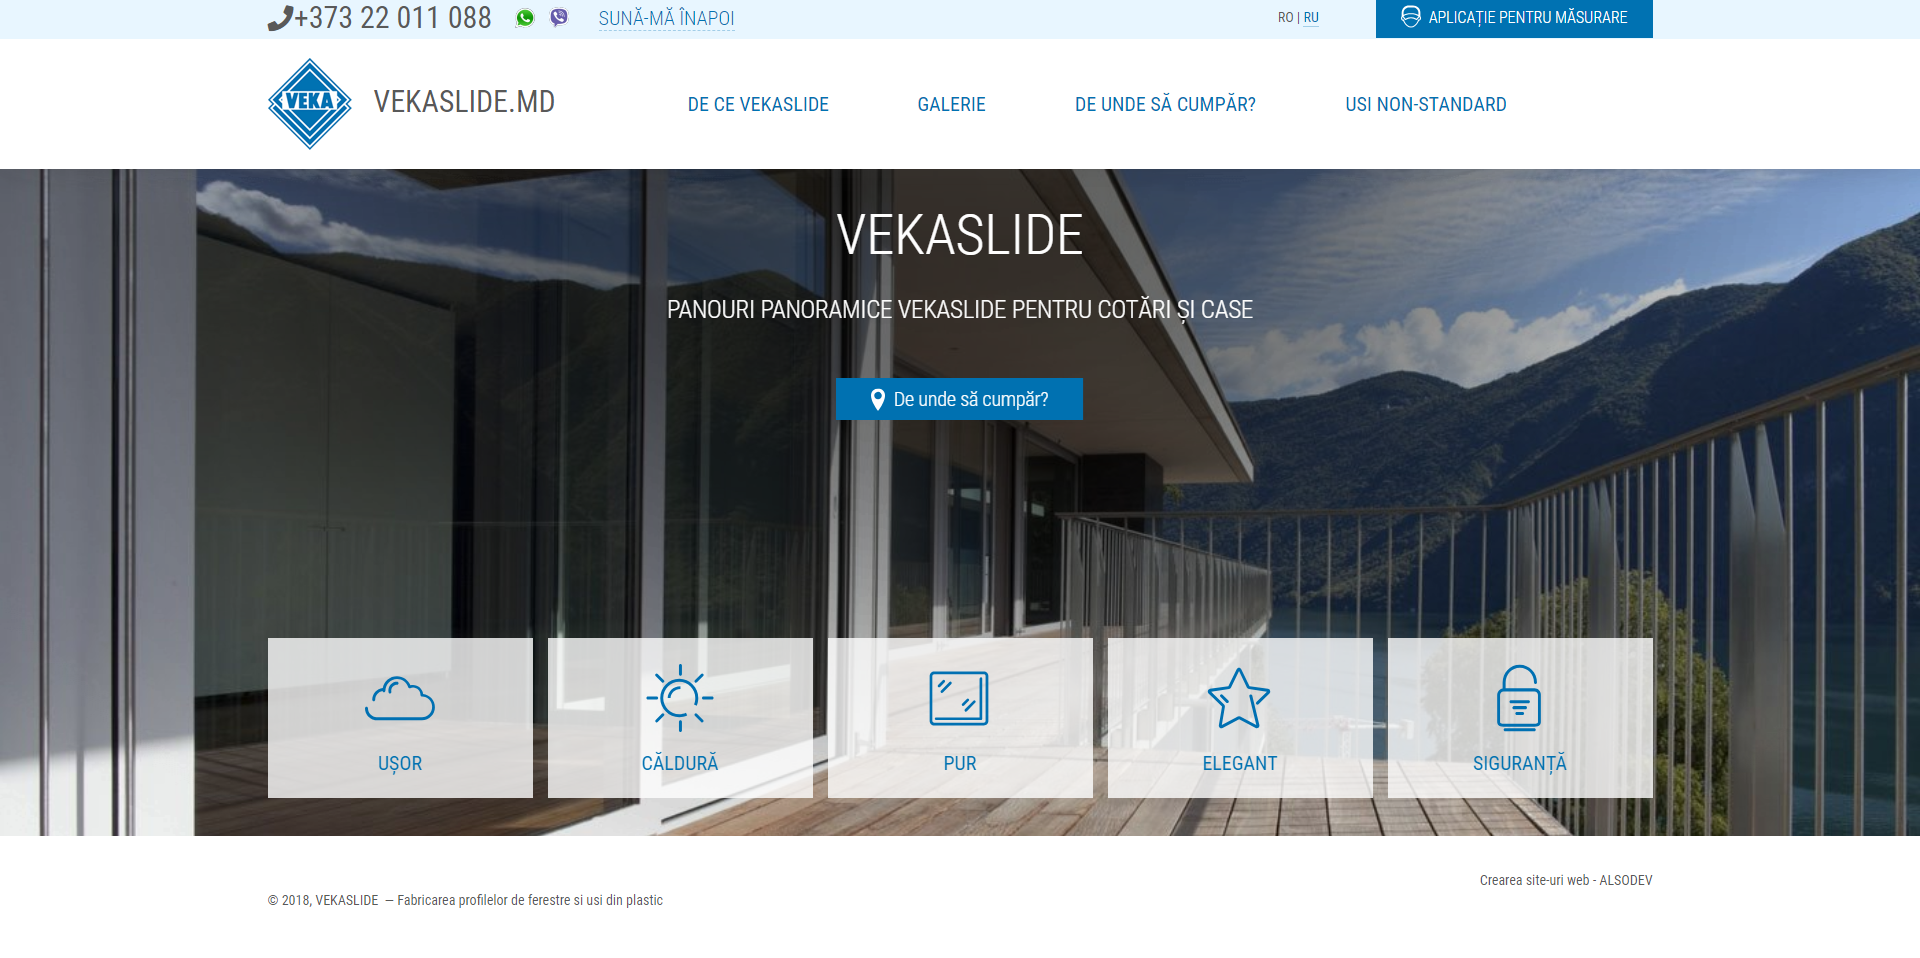 +373 22 011 088
SUNĂ-MĂ ÎNAPOI
RO | RU
APLICAȚIE PENTRU MĂSURARE
VEKA
VEKASLIDE.MD
DE CE VEKASLIDE
GALERIE
DE UNDE SĂ CUMPĂR?
USI NON-STANDARD
VEKASLIDE
PANOURI PANORAMICE VEKASLIDE PENTRU COTĂRI ȘI CASE
De unde să cumpăr?
UȘOR
CĂLDURĂ
PUR
ELEGANT
SIGURANȚĂ
Crearea site-uri web - ALSODEV
© 2018, VEKASLIDE — Fabricarea profilelor de ferestre si usi din plastic